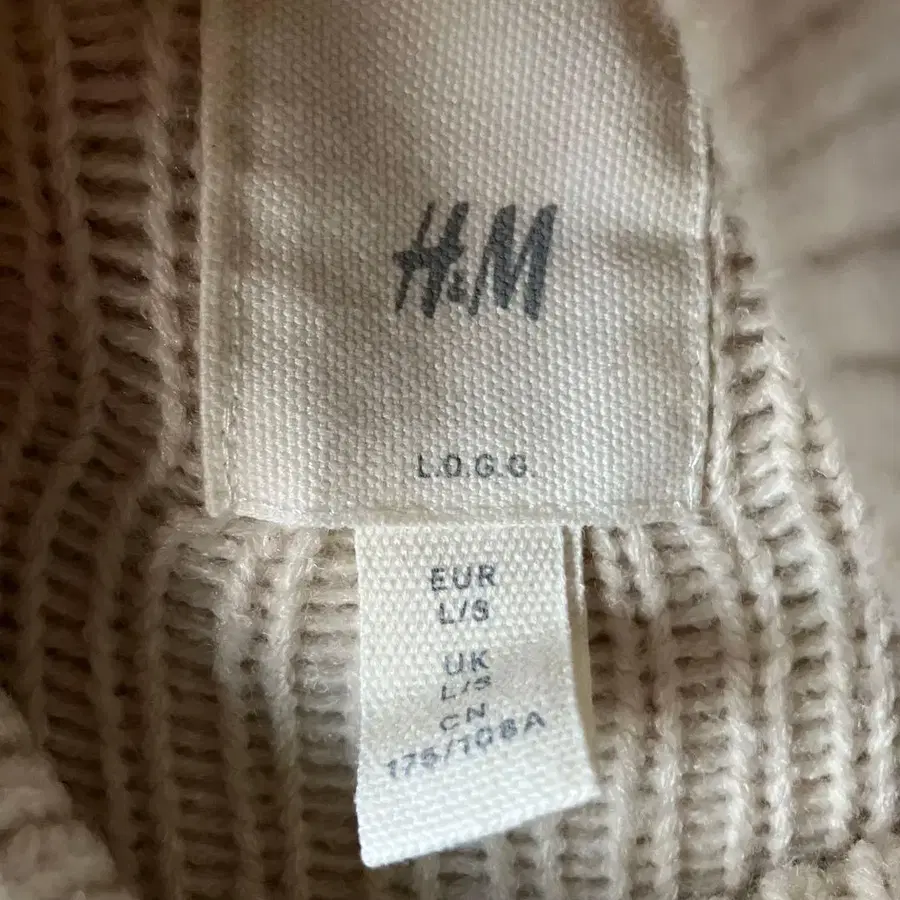 H&M
L.O.G.G.
EUR
L/S
UK
L/S
CN
175/108A